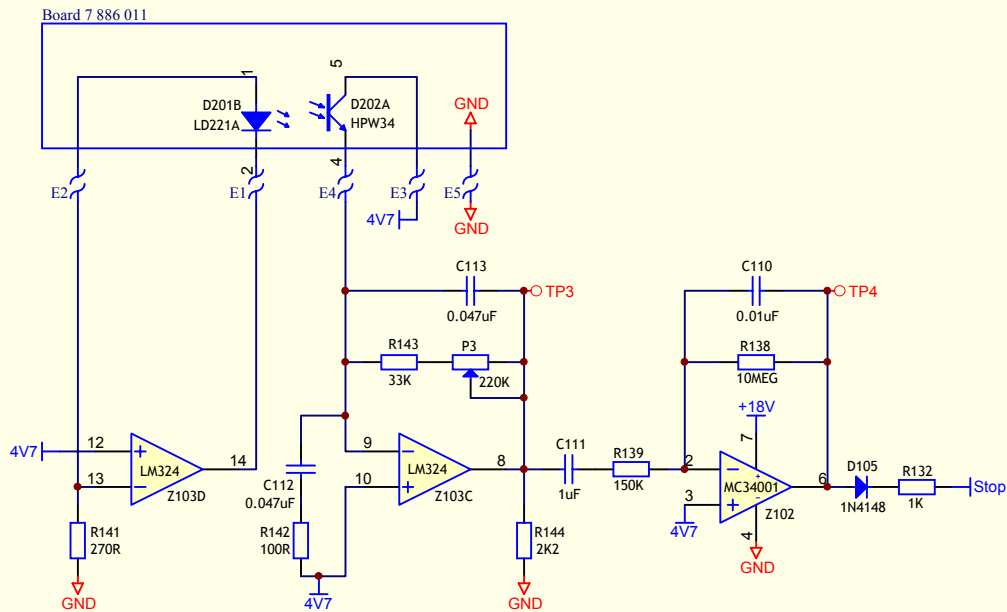 Board 7 886 011
1
D201B
LD221A
2
5
D202A
HPW34
4
GND
E2
E1
E4
E3
E5
4V7
GND
C113
0.047uF
TP3
R143
33K
P3
220K
C110
0.01uF
TP4
R138
10MEG
+18V
7
4V7
12
13
LM324
14
Z103D
R141
270R
GND
C112
0.047uF
R142
100R
4V7
9
10
LM324
8
Z103C
C111
1uF
R139
150K
R144
2K2
GND
2
3
4V7
MC34001
6
Z102
4
GND
D105
1N4148
R132
1K
Stop